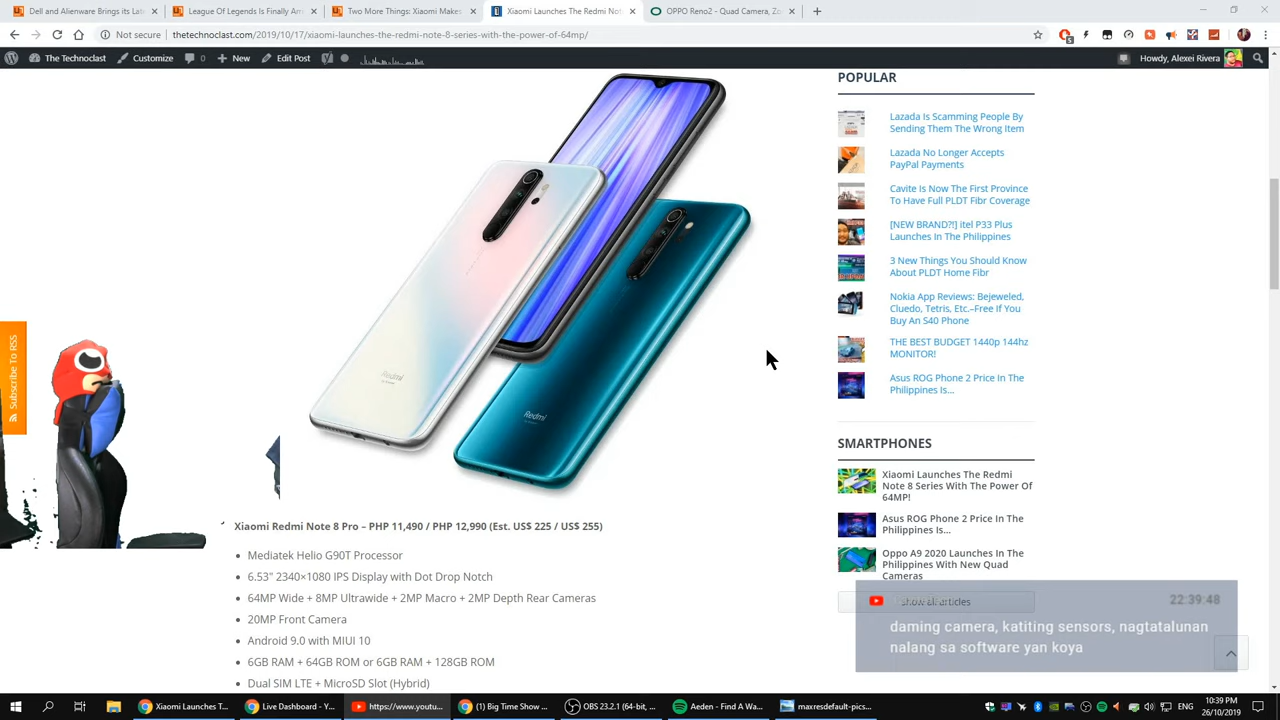 Dell and Alienware Brings its Late
League Of Legends Is Finally Am
Two More Things: Xiaomi Makes
Xiaomi Launches The Redmi Note
OPPO Reno2 - Quad Camera, Zo
Not secure
thetechnoclast.com/2019/10/17/xiaomi-launches-the-redmi-note-8-series-with-the-power-of-64mp/
5
The Technoclast
Customize
0
New
Edit Post
Howdy, Alexei Rivera
POPULAR
Lazada Is Scamming People By
Sending Them The Wrong Item
Lazada No Longer Accepts
PayPal Payments
Cavite Is Now The First Province
To Have Full PLDT Fibr Coverage
[NEW BRAND?!] itel P33 Plus
Launches In The Philippines
3 New Things You Should Know
About PLDT Home Fibr
Nokia App Reviews: Bejeweled,
Cluedo, Tetris, Etc.–Free If You
Buy An S40 Phone
THE BEST BUDGET 1440p 144hz
MONITOR!
Asus ROG Phone 2 Price In The
Philippines Is...
SMARTPHONES
Xiaomi Launches The Redmi
Note 8 Series With The Power Of
64MP!
Asus ROG Phone 2 Price In The
Philippines Is...
Oppo A9 2020 Launches In The
Philippines With New Quad
Cameras
show all articles
Subscribe To RSS
Redmi
Redmi
Xiaomi Redmi Note 8 Pro – PHP 11,490 / PHP 12,990 (Est. US$ 225 / US$ 255)
Mediatek Helio G90T Processor
6.53" 2340×1080 IPS Display with Dot Drop Notch
64MP Wide + 8MP Ultrawide + 2MP Macro + 2MP Depth Rear Cameras
20MP Front Camera
Android 9.0 with MIUI 10
6GB RAM + 64GB ROM or 6GB RAM + 128GB ROM
Dual SIM LTE + MicroSD Slot (Hybrid)
22:39:48
daming camera, katiting sensors, nagtatalunan
nalang sa software yan koya
Xiaomi Launches T...
Live Dashboard - Y...
https://www.youtu...
(1) Big Time Show ...
OBS 23.2.1 (64-bit, ...
Aeden - Find A Wa...
maxresdefault-pics...
ENG
10:39 PM
26/10/2019